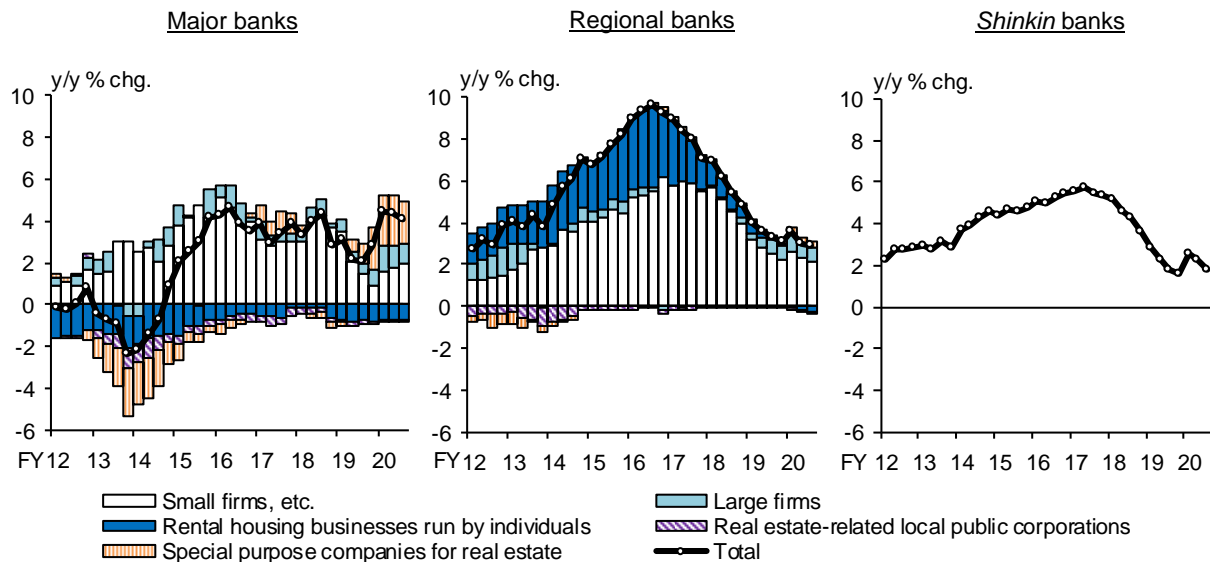 Major banks
Regional banks
Shinkin banks
y/y % chg.
y/y % chg.
y/y % chg.
10
8
6
4
2
0
-2
-4
-6
10
8
6
4
2
0
-2
-4
-6
10
8
6
4
2
0
-2
-4
-6
FY 12 13 14 15 16 17 18 19 20
FY 12 13 14 15 16 17 18 19 20
FY 12 13 14 15 16 17 18 19 20
Small firms, etc.
Large firms
Rental housing businesses run by individuals
Real estate-related local public corporations
Special purpose companies for real estate
Total